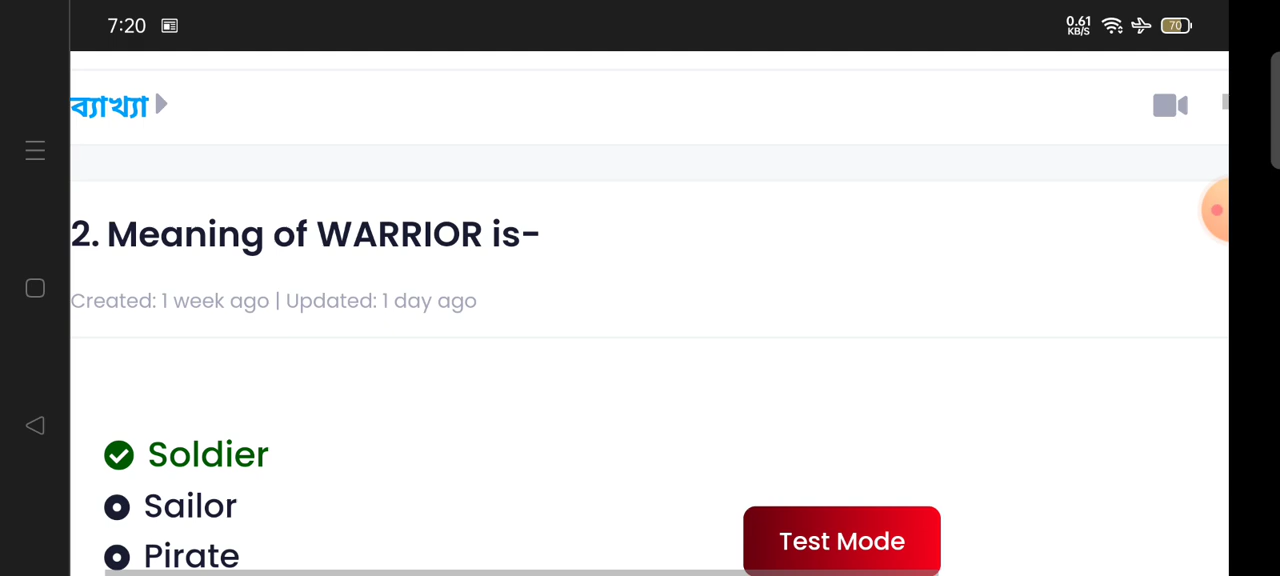 7:20
0.61
KB/S
70
ব্যাখ্যা
2. Meaning of WARRIOR is-
Created: 1 week ago | Updated: 1 day ago
Soldier
Sailor
Pirate
Test Mode